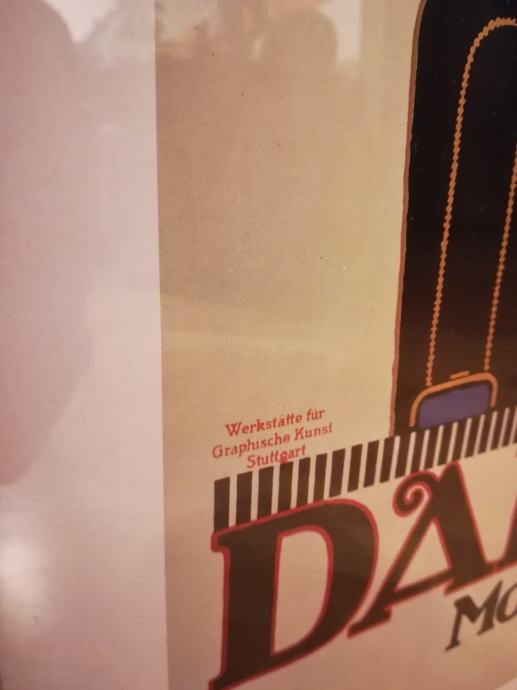 Werkstätte für
Graphische Kunst
Stuttgart
DA
MO